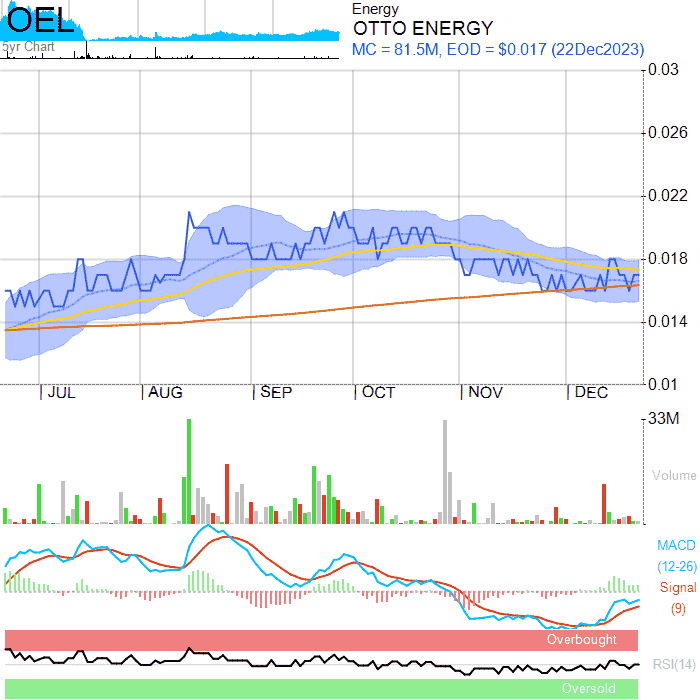 OEL
5yr Chart
Energy
OTTO ENERGY
MC = 81.5M, EOD = $0.017 (22Dec2023)
0.03
0.026
0.022
0.018
0.014
0.01
JUL
AUG
SEP
OCT
NOV
DEC
33M
Volume
MACD
(12-26)
Signal
(9)
Overbought
RSI(14)
Oversold